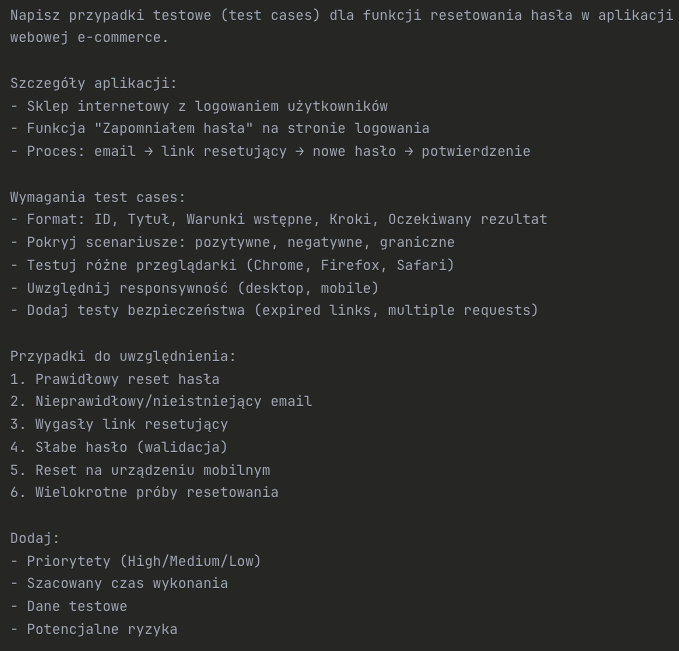 Napisz przypadki testowe (test cases) dla funkcji resetowania hasła w aplikacji
webowej e-commerce.
Szczegóły aplikacji:
- Sklep internetowy z logowaniem użytkowników
- Funkcja "Zapomniałem hasła" na stronie logowania
- Proces: email → link resetujący → nowe hasło → potwierdzenie
Wymagania test cases:
- Format: ID, Tytuł, Warunki wstępne, Kroki, Oczekiwany rezultat
- Pokryj scenariusze: pozytywne, negatywne, graniczne
- Testuj różne przeglądarki (Chrome, Firefox, Safari)
- Uwzględnij responsywność (desktop, mobile)
- Dodaj testy bezpieczeństwa (expired links, multiple requests)
Przypadki do uwzględnienia:
1. Prawidłowy reset hasła
2. Nieprawidłowy/nieistniejący email
3. Wygasły link resetujący
4. Słabe hasło (walidacja)
5. Reset na urządzeniu mobilnym
6. Wielokrotne próby resetowania
Dodaj:
- Priorytety (High/Medium/Low)
- Szacowany czas wykonania
- Dane testowe
- Potencjalne ryzyka